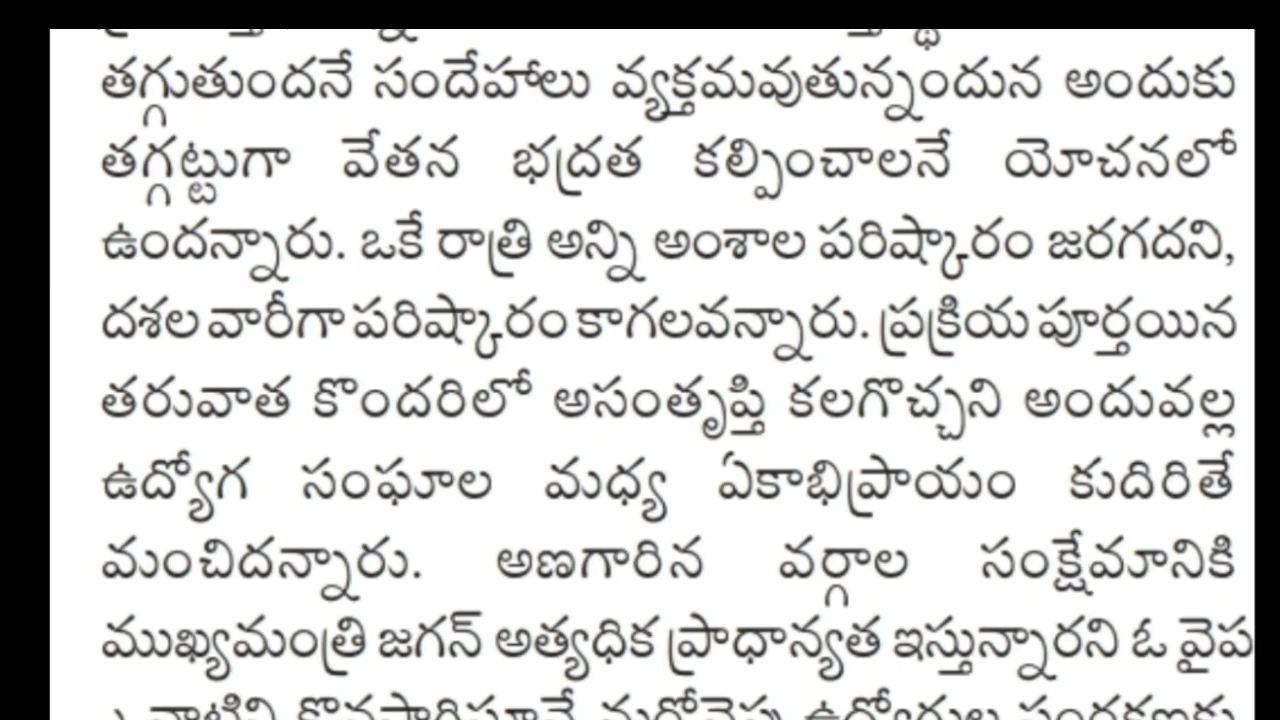 తగ్గుతుందనే సందేహాలు వ్యక్తమవుతున్నందున అందుకు
తగ్గట్టుగా వేతన భద్రత కల్పించాలనే యోచనలో
ఉందన్నారు. ఒకే రాత్రి అన్ని అంశాల పరిష్కారం జరగదని,
దశల వారీగా పరిష్కారం కాగలవన్నారు. ప్రక్రియ పూర్తయిన
తరువాత కొందరిలో అసంతృప్తి కలగొచ్చని అందువల్ల
ఉద్యోగ సంఘాల మధ్య ఏకాభిప్రాయం కుదిరితే
మంచిదన్నారు. అణగారిన వర్గాల సంక్షేమానికి
ముఖ్యమంత్రి జగన్ అత్యధిక ప్రాధాన్యత ఇస్తున్నారని ఓ వైప